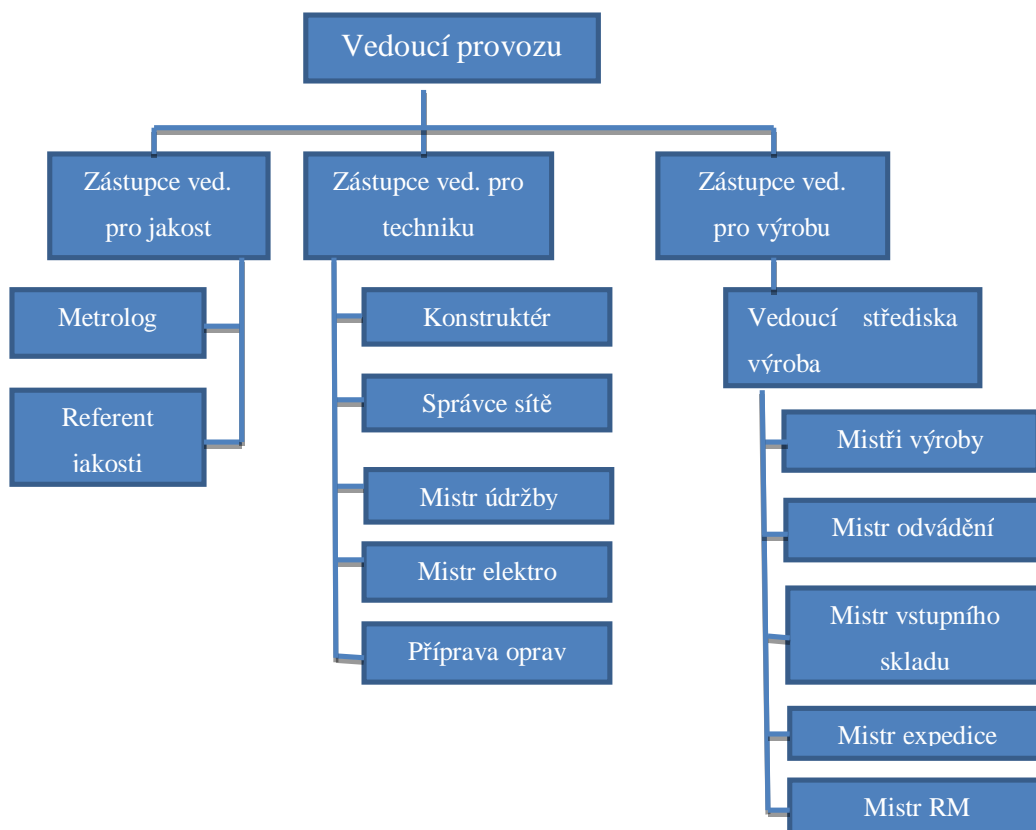 Vedoucí provozu
Zástupce ved.
pro jakost
Zástupce ved. pro
techniku
Zástupce ved.
pro výrobu
Metrolog
Referent
jakosti
Konstruktér
Správce sítě
Mistr údržby
Mistr elektro
Příprava oprav
Vedoucí střediska
výroba
Mistři výroby
Mistr odvádění
Mistr vstupního
skladu
Mistr expedice
Mistr RM